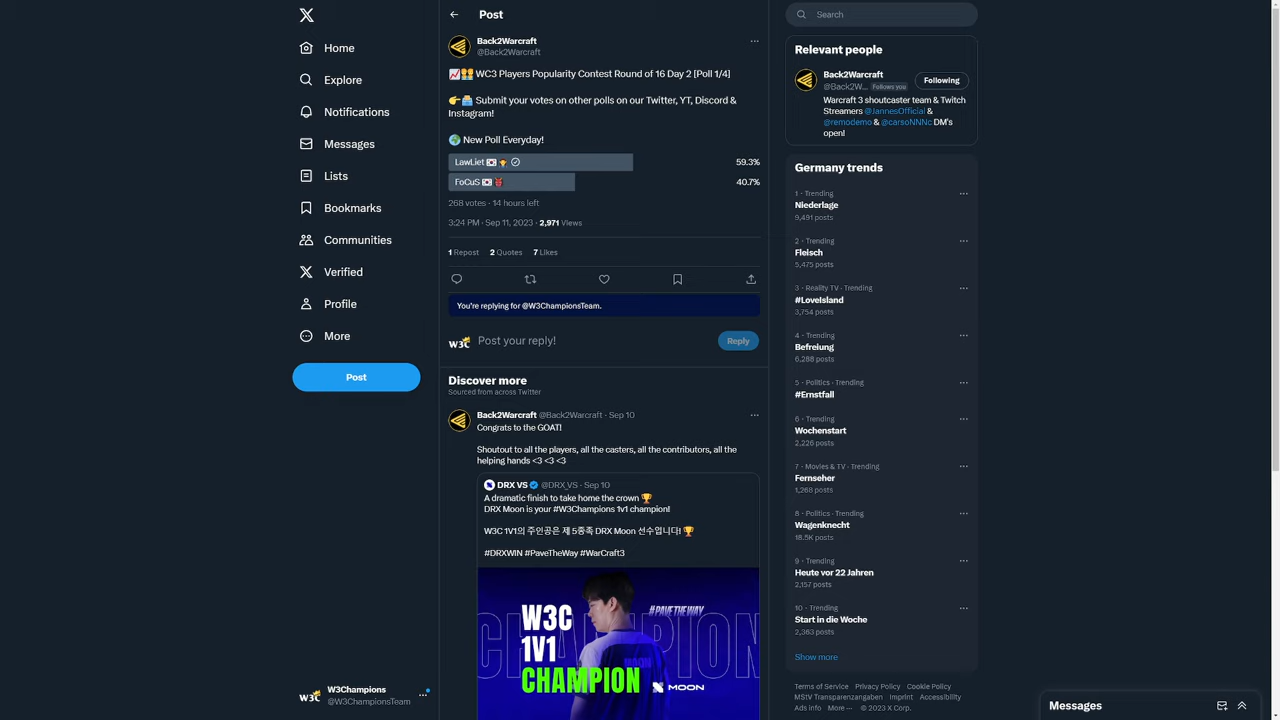 Home
Explore
Notifications
Messages
Lists
Bookmarks
Communities
Verified
Profile
More
Post
W3C
W3Champions
@W3ChampionsTeam
Post
Back2Warcraft
@Back2Warcraft
📈👯 WC3 Players Popularity Contest Round of 16 Day 2 [Poll 1/4]
👉🗳️ Submit your votes on other polls on our Twitter, YT, Discord &
Instagram!
🌍 New Poll Everyday!
LawLiet 🇰🇷 59.3%
FoCuS 🇰🇷👹 40.7%
268 votes · 14 hours left
3:24 PM · Sep 11, 2023 · 2,971 Views
1 Repost 2 Quotes 7 Likes
You're replying for @W3ChampionsTeam.
W3C
Post your reply!
Reply
Discover more
Sourced from across Twitter
Back2Warcraft @Back2Warcraft · Sep 10
Congrats to the GOAT!
Shoutout to all the players, all the casters, all the contributors, all the
helping hands <3 <3 <3
DRX VS @DRX_VS · Sep 10
A dramatic finish to take home the crown 🏆
DRX Moon is your #W3Champions 1v1 champion!
W3C 1V1의 주인공은 제 5종족 DRX Moon 선수입니다! 🏆
#DRXWIN #PaveTheWay #WarCraft3
#PAVETHEWAY
W3C
1V1
CHAMPION
MOON
Search
Relevant people
Back2Warcraft
@Back2W... Follows you
Following
Warcraft 3 shoutcaster team & Twitch
Streamers @JannesOfficial &
@remodemo & @carsoNNNc DM's
open!
Germany trends
1 · Trending
Niederlage
9,491 posts
2 · Trending
Fleisch
5,475 posts
3 · Reality TV · Trending
#LoveIsland
3,754 posts
4 · Trending
Befreiung
6,288 posts
5 · Politics · Trending
#Ernstfall
6 · Trending
Wochenstart
2,226 posts
7 · Movies & TV · Trending
Fernseher
1,268 posts
8 · Politics · Trending
Wagenknecht
18.5K posts
9 · Trending
Heute vor 22 Jahren
2,157 posts
10 · Trending
Start in die Woche
2,363 posts
Show more
Terms of Service Privacy Policy Cookie Policy
MStV Transparenzangaben Imprint Accessibility
Ads info More ··· © 2023 X Corp.
Messages